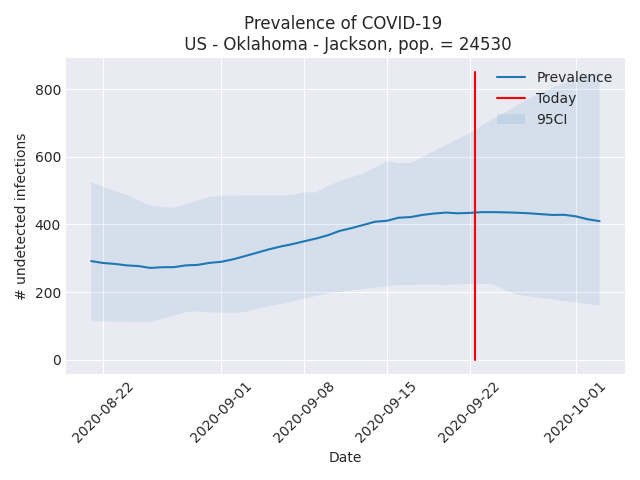 Prevalence of COVID-19
US - Oklahoma - Jackson, pop. = 24530
Prevalence
Today
95CI
# undetected infections
800
600
400
200
0
2020-08-22
2020-09-01
2020-09-08
2020-09-15
2020-09-22
2020-10-01
Date